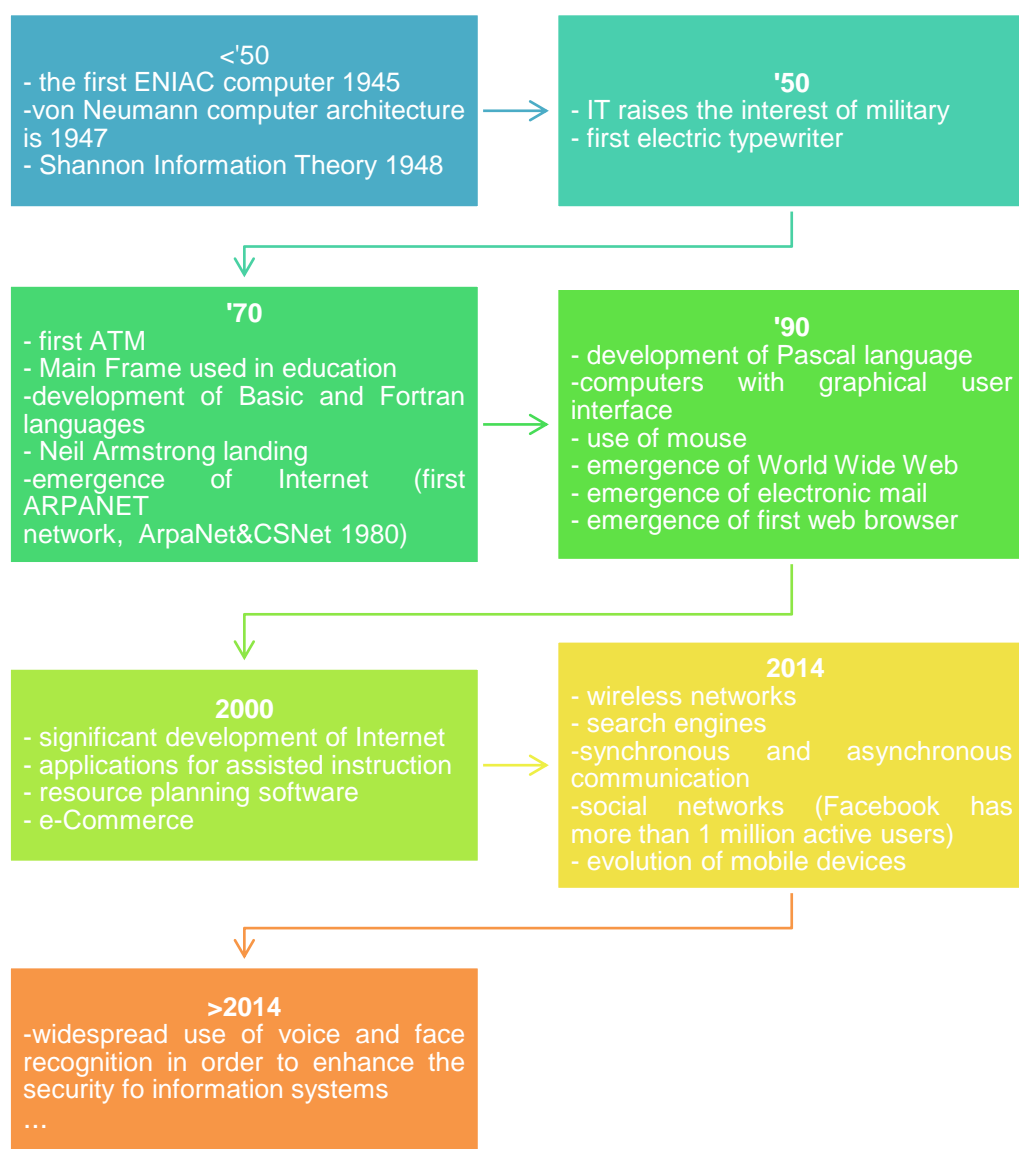 <'50
- the first ENIAC computer 1945
-von Neumann computer architecture
is 1947
- Shannon Information Theory 1948
'50
- IT raises the interest of military
- first electric typewriter
'70
- first ATM
- Main Frame used in education
-development of Basic and Fortran
languages
- Neil Armstrong landing
-emergence of Internet (first
ARPANET
network, ArpaNet&CSNet 1980)
'90
- development of Pascal language
-computers with graphical user
interface
- use of mouse
- emergence of World Wide Web
- emergence of electronic mail
- emergence of first web browser
2000
- significant development of Internet
- applications for assisted instruction
- resource planning software
- e-Commerce
2014
- wireless networks
- search engines
-synchronous and asynchronous
communication
-social networks (Facebook has
more than 1 million active users)
- evolution of mobile devices
>2014
-widespread use of voice and face
recognition in order to enhance the
security fo information systems
...